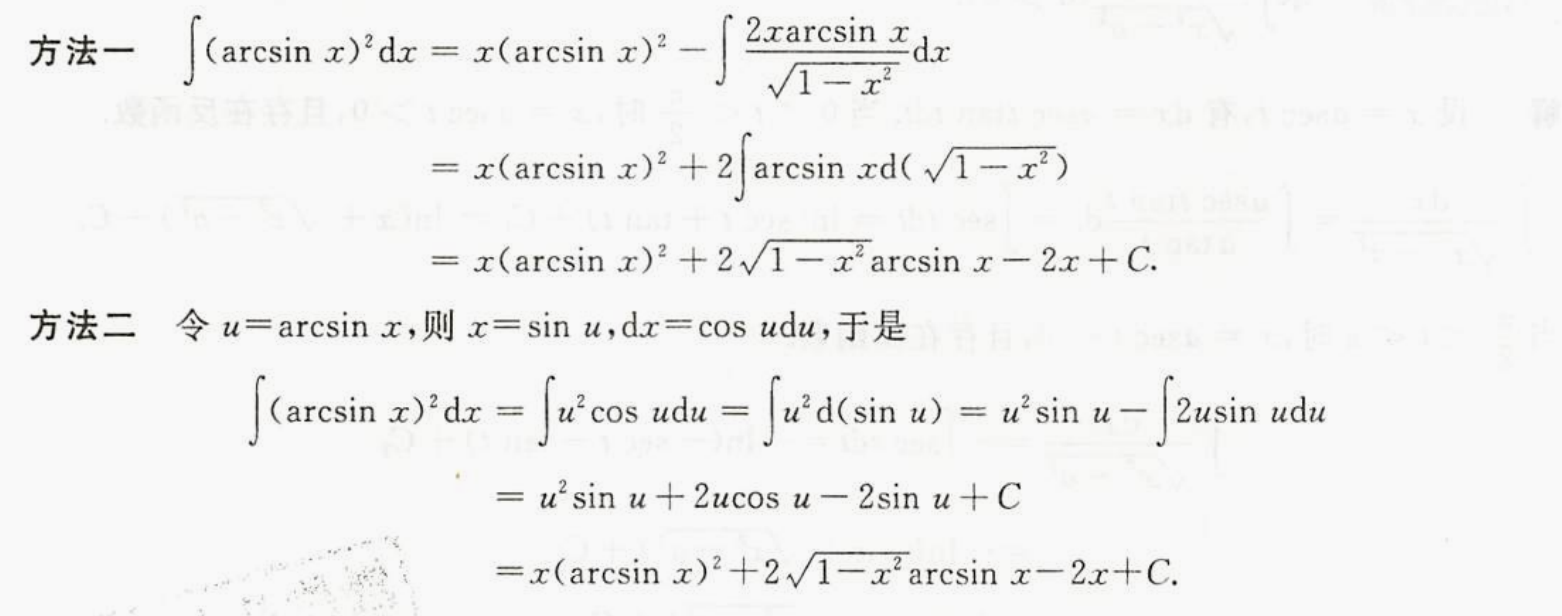 方法一 ∫(arcsin x)²dx = x(arcsin x)² − ∫ 2xarcsin x / √(1−x²) dx
= x(arcsin x)² + 2∫arcsin xd(√(1−x²))
= x(arcsin x)² + 2√(1−x²)arcsin x − 2x + C.
方法二 令 u=arcsin x,则 x=sin u,dx=cos udu,于是
∫(arcsin x)²dx = ∫u²cos udu = ∫u²d(sin u) = u²sin u − ∫2usin udu
= u²sin u + 2ucos u − 2sin u + C
=x(arcsin x)²+2√(1−x²)arcsin x−2x+C.